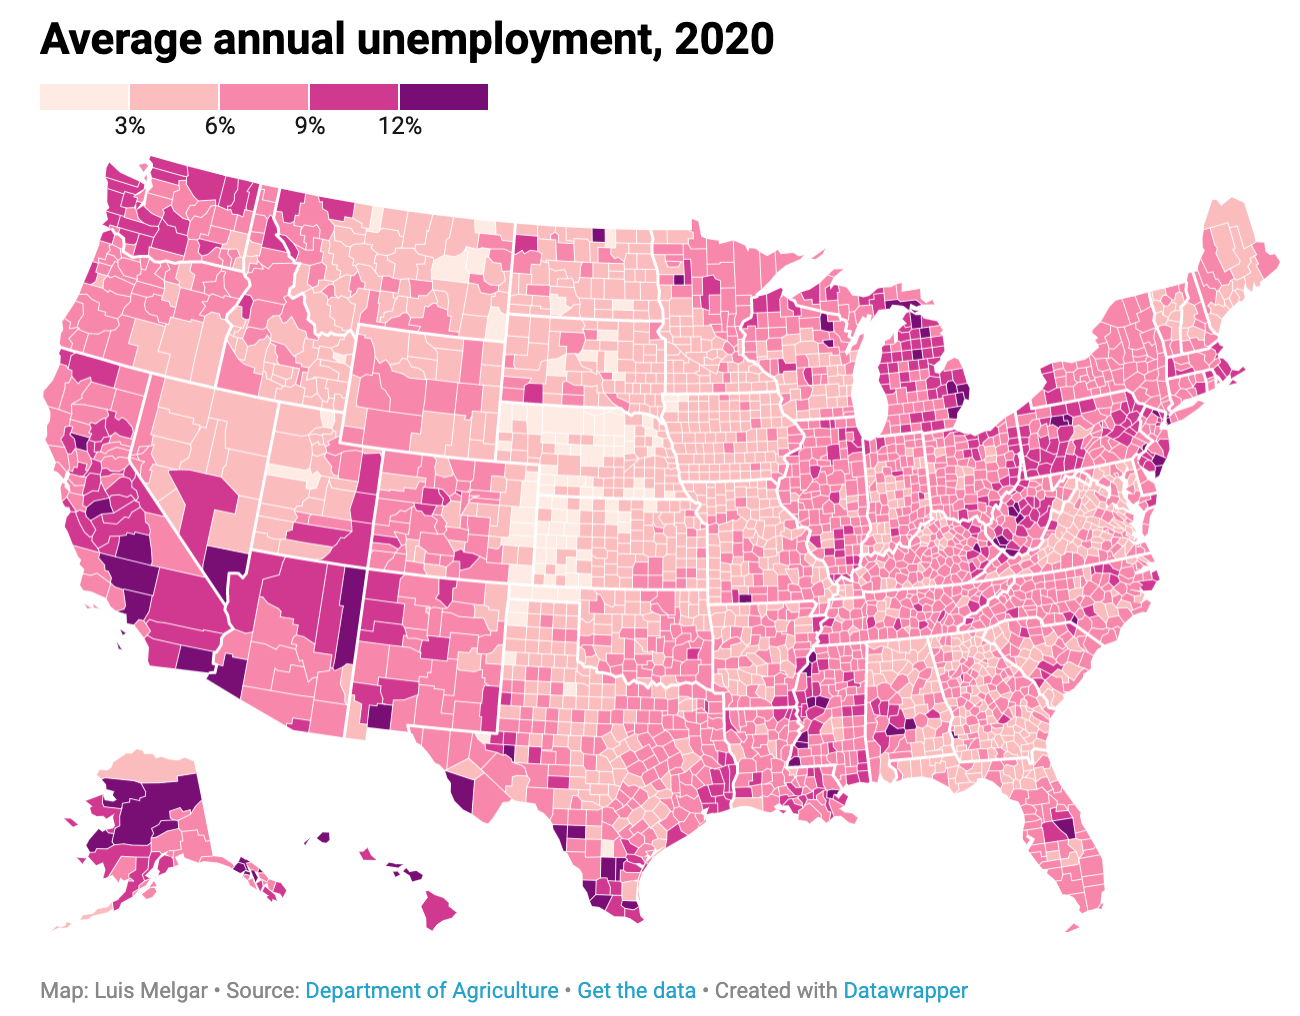 Average annual unemployment, 2020
3% 6% 9% 12%
Map: Luis Melgar • Source: Department of Agriculture • Get the data • Created with Datawrapper